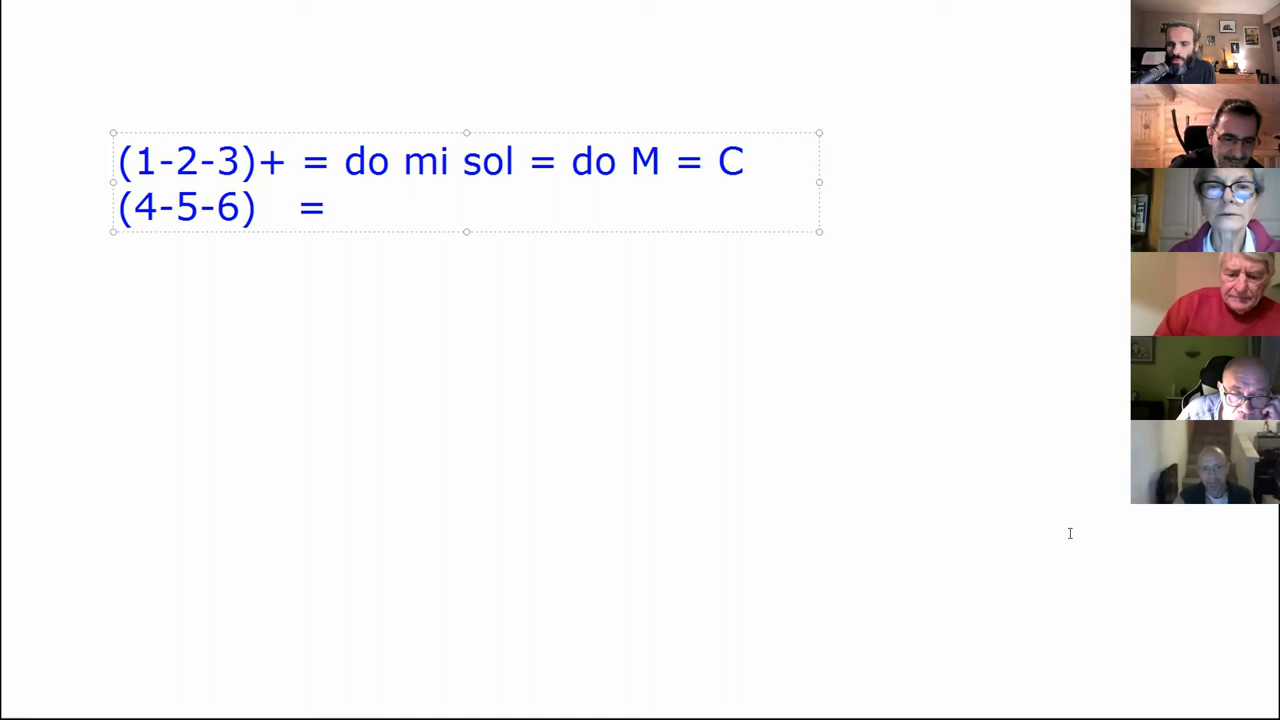 (1-2-3)+ = do mi sol = do M = C
(4-5-6) =